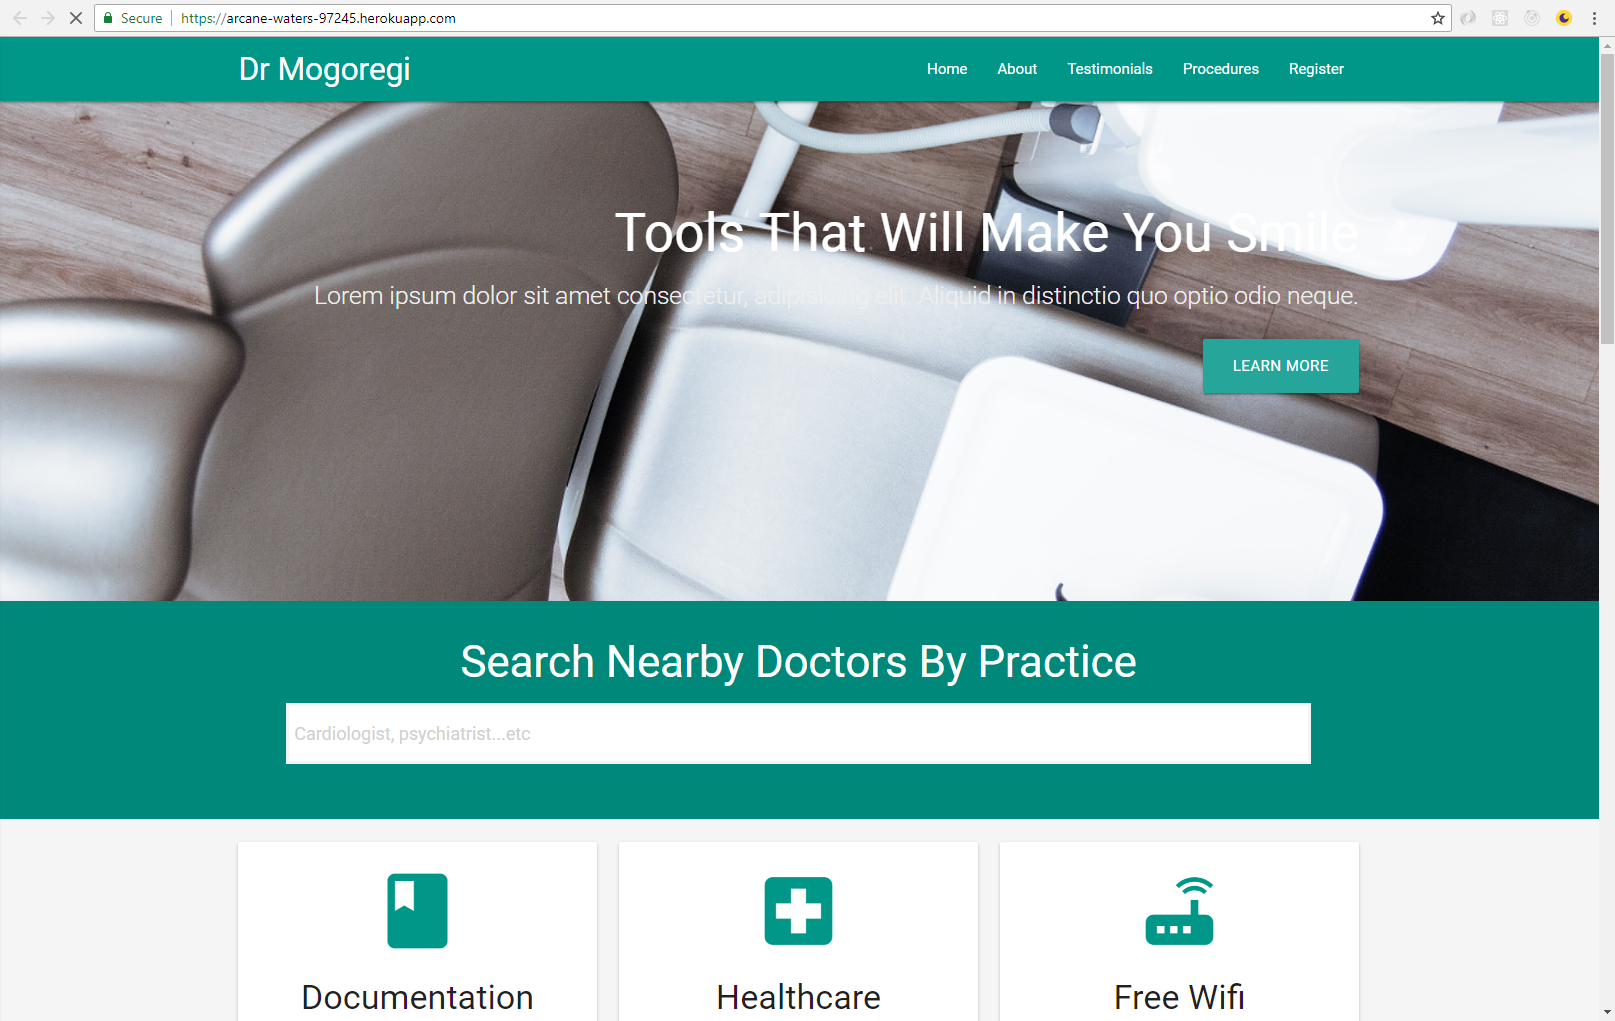 Secure https://arcane-waters-97245.herokuapp.com
Dr Mogoregi Home About Testimonials Procedures Register
Tools That Will Make You Smile
Lorem ipsum dolor sit amet consectetur, adipisicing elit. Aliquid in distinctio quo optio odio neque.
LEARN MORE
Search Nearby Doctors By Practice
Cardiologist, psychiatrist...etc
Documentation Healthcare Free Wifi